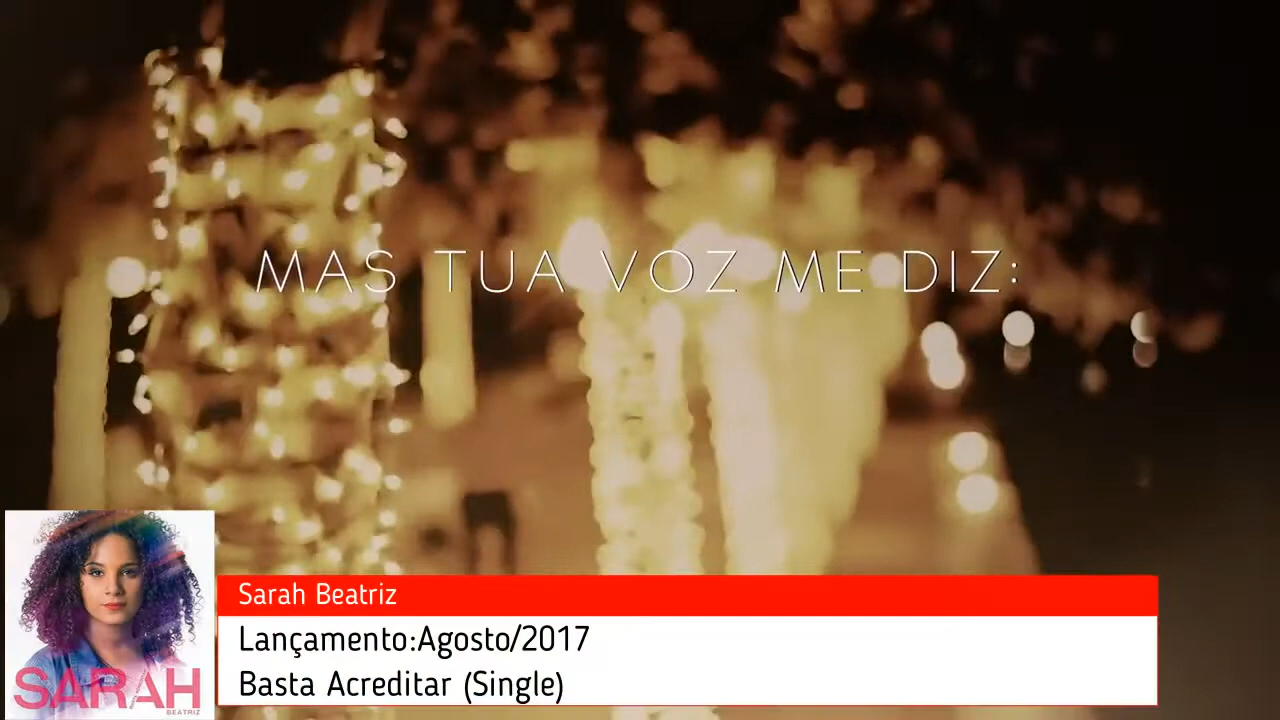 MAS TUA VOZ ME DIZ:
Sarah Beatriz
Lançamento:Agosto/2017
Basta Acreditar (Single)
SARAH
BEATRIZ